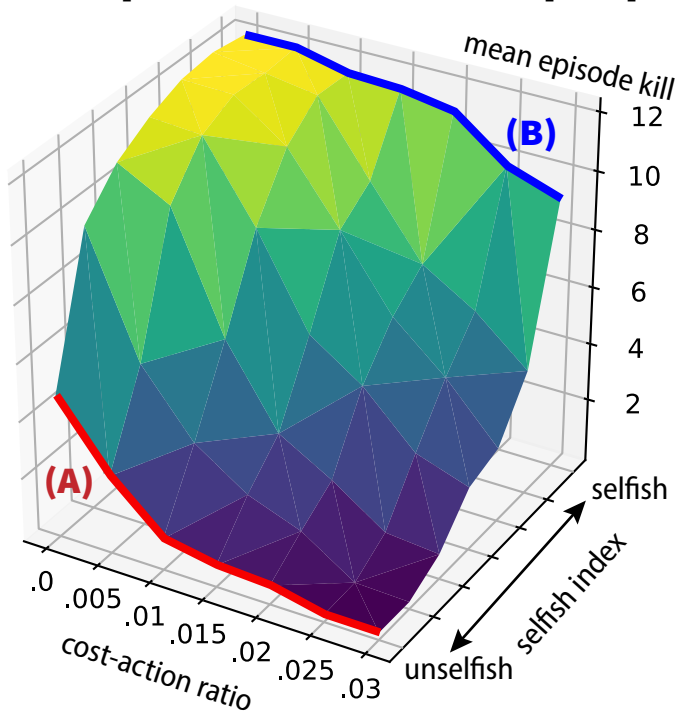 mean episode kill
12
(B)
10
8
6
4
2
(A)
selfish
selfish index
unselfish
.0
.005
.01
.015
.02
.025
.03
cost-action ratio